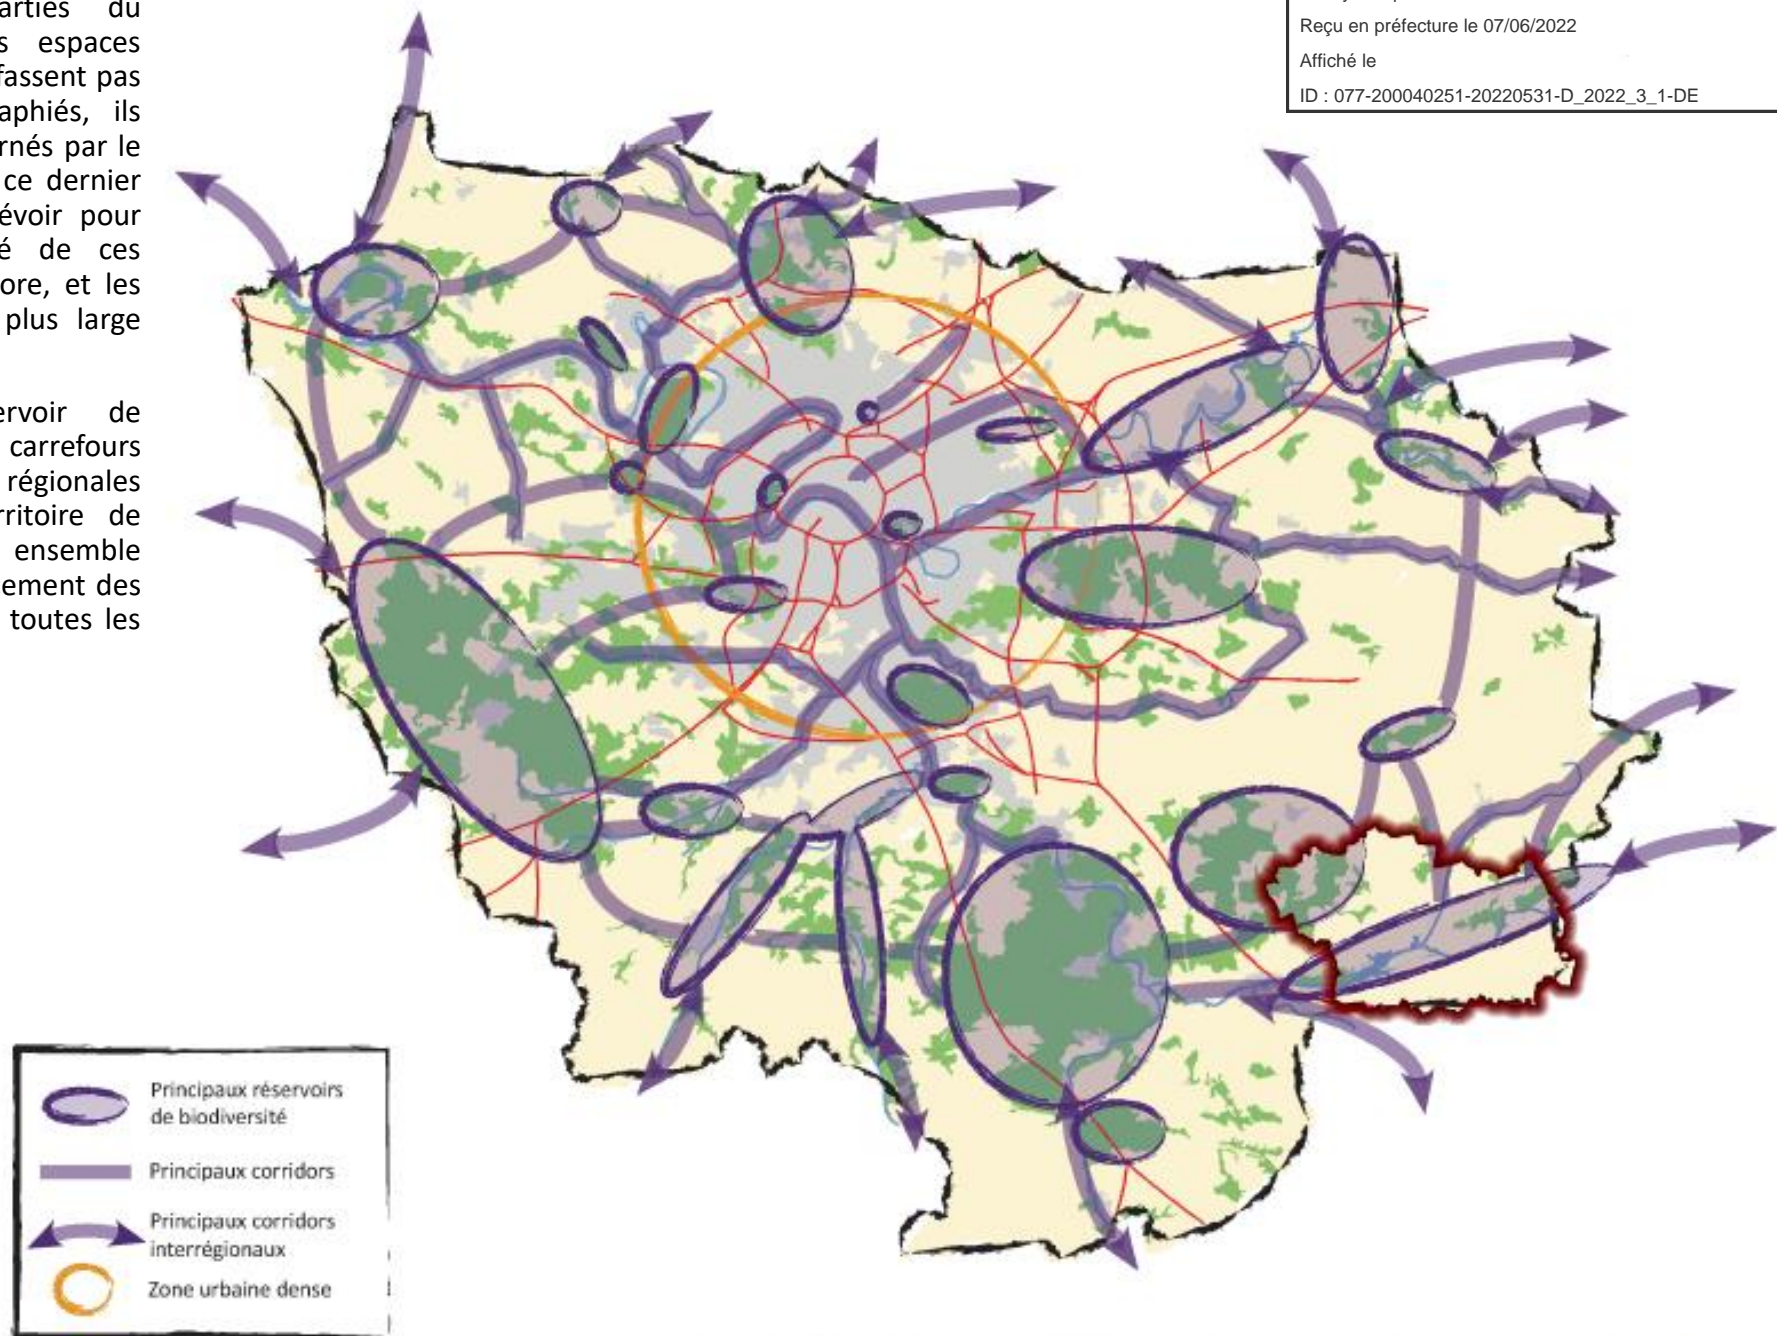 arties du
s espaces
fassent pas
aphiés, ils
rnés par le
ce dernier
évoir pour
é de ces
ore, et les
plus large
ervoir de
carrefours
régionales
rritoire de
ensemble
sement des
toutes les
Reçu en préfecture le 07/06/2022
Affiché le
ID : 077-200040251-20220531-D_2022_3_1-DE
Principaux réservoirs
de biodiversité
Principaux corridors
Principaux corridors
interrégionaux
Zone urbaine dense